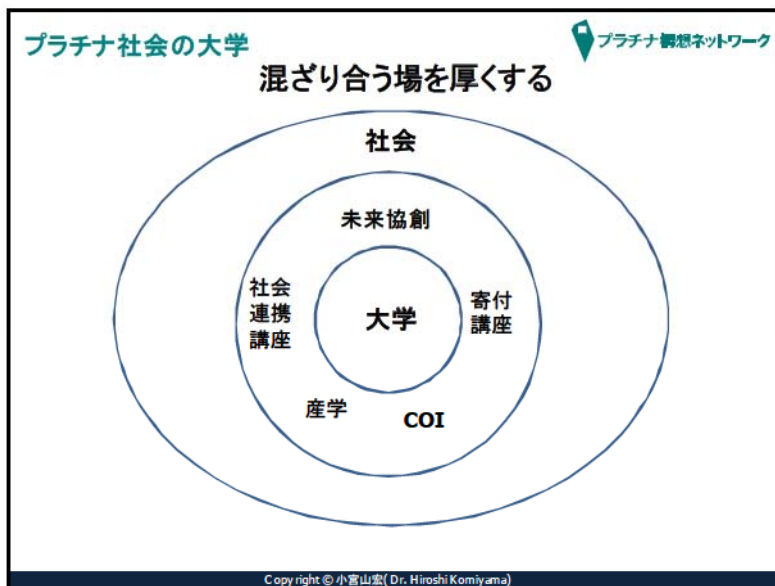 プラチナ社会の大学
プラチナ構想ネットワーク
混ざり合う場を厚くする
社会
未来協創
社会
連携
講座
大学
寄付
講座
産学
COI
Copyright © 小宮山宏( Dr. Hiroshi Komiyama)